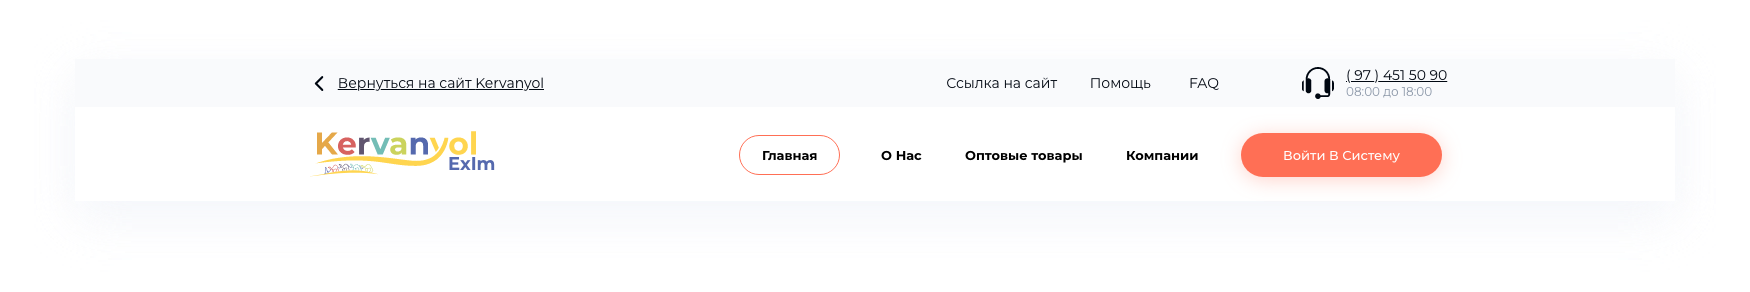 Вернуться на сайт Kervanyol
Ссылка на сайт
Помощь
FAQ
( 97 ) 451 50 90
08:00 до 18:00
Kervanyol
ExIm
Главная
О Нас
Оптовые товары
Компании
Войти В Систему